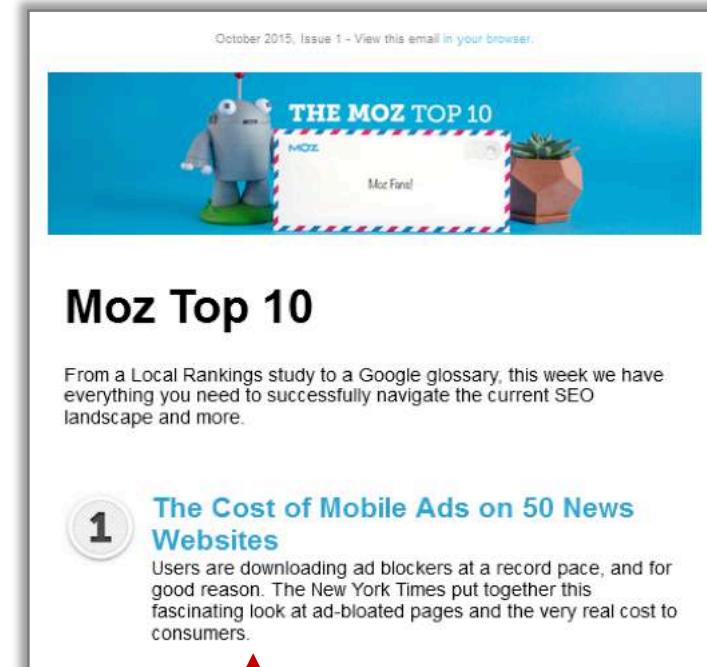 October 2015, Issue 1 - View this email in your browser.
THE MOZ TOP 10
MOZ
Moz Fans!
Moz Top 10
From a Local Rankings study to a Google glossary, this week we have
everything you need to successfully navigate the current SEO
landscape and more.
1
The Cost of Mobile Ads on 50 News
Websites
Users are downloading ad blockers at a record pace, and for
good reason. The New York Times put together this
fascinating look at ad-bloated pages and the very real cost to
consumers.